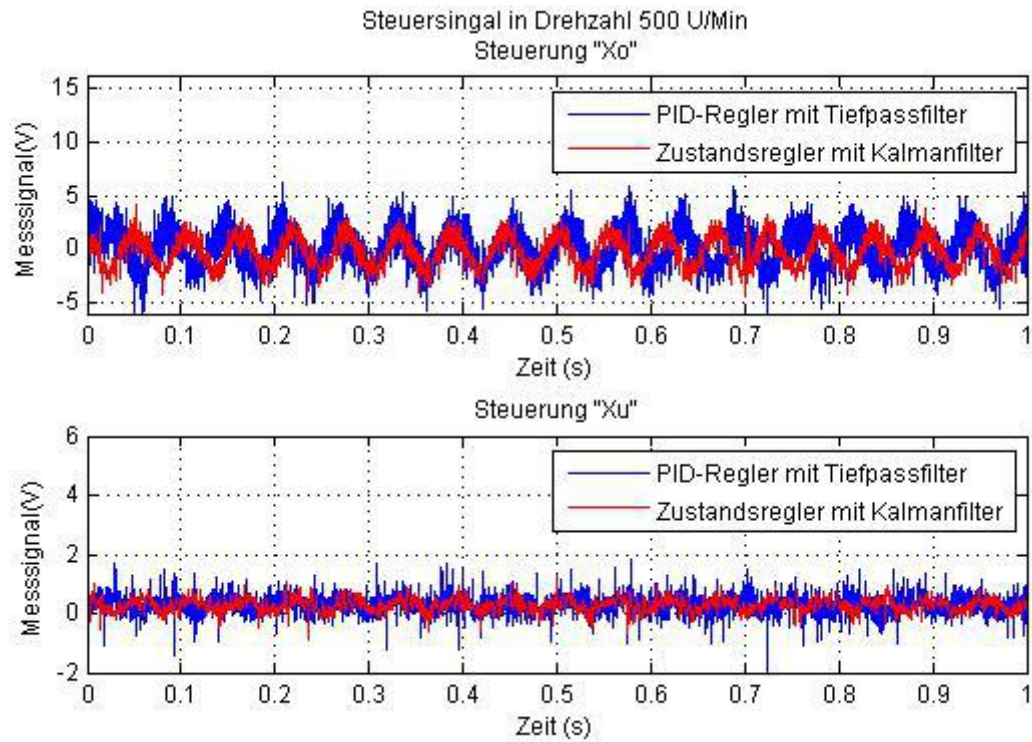 Steuersingal in Drehzahl 500 U/Min
Steuerung "Xo"
15
10
5
0
-5
Messsignal(V)
PID-Regler mit Tiefpassfilter
Zustandsregler mit Kalmanfilter
0 0.1 0.2 0.3 0.4 0.5 0.6 0.7 0.8 0.9 1
Zeit (s)
Steuerung "Xu"
6
4
2
0
-2
Messsignal(V)
PID-Regler mit Tiefpassfilter
Zustandsregler mit Kalmanfilter
0 0.1 0.2 0.3 0.4 0.5 0.6 0.7 0.8 0.9 1
Zeit (s)